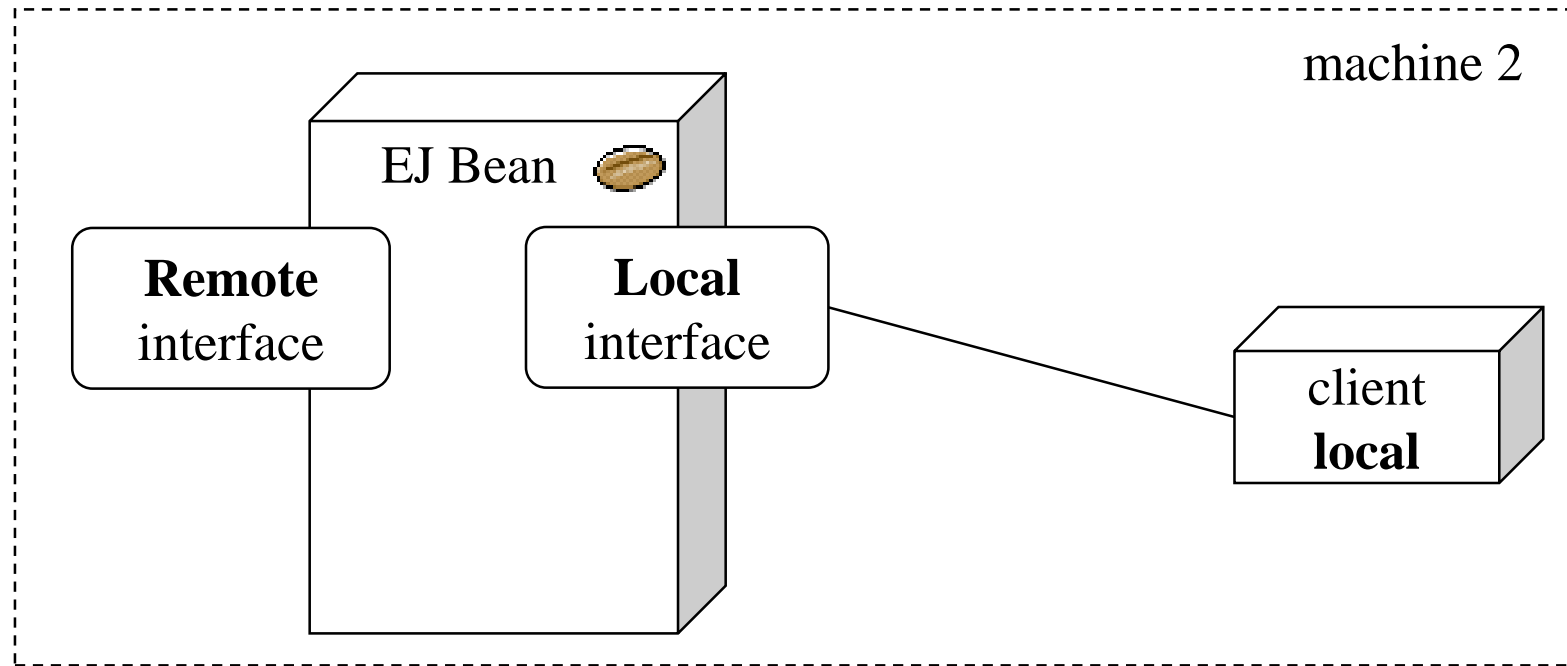 machine 2
EJ Bean
Remote
interface
Local
interface
client
local